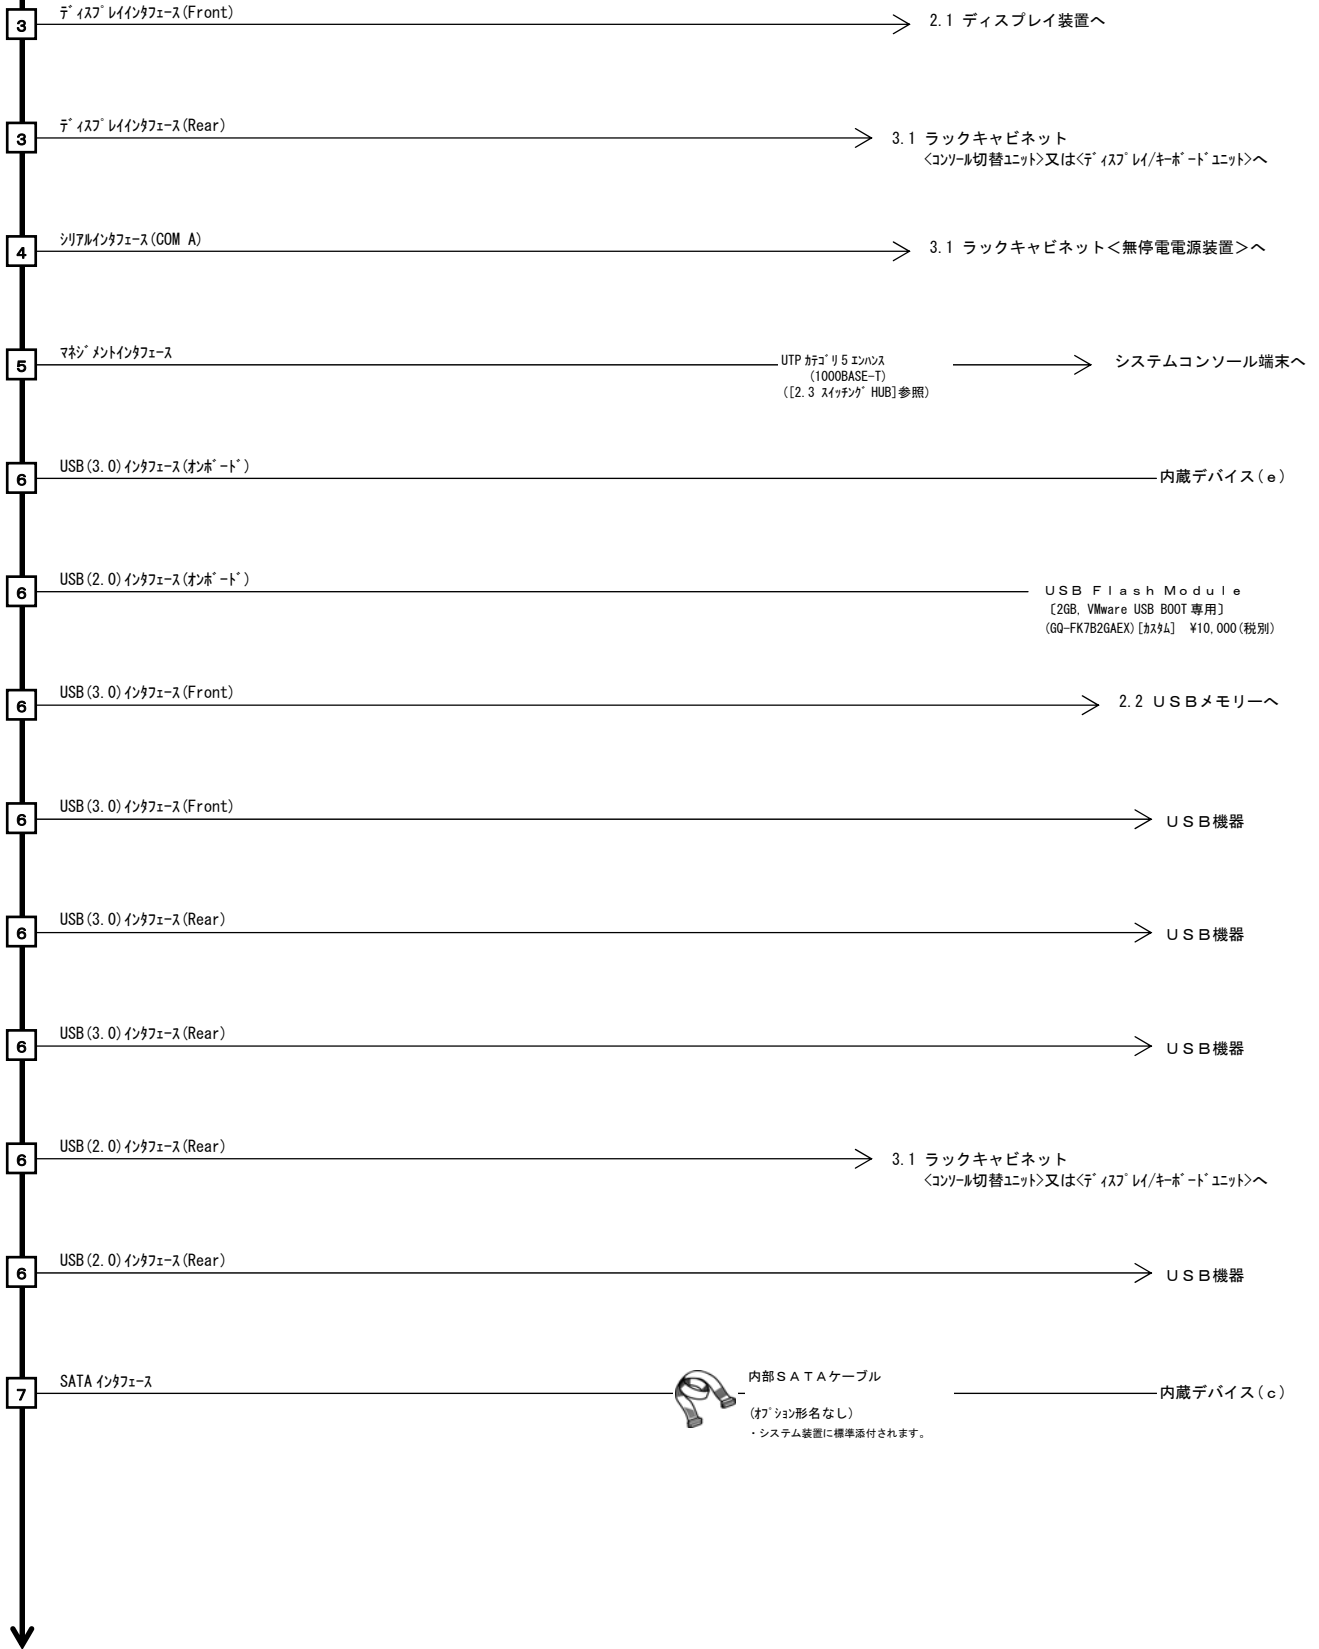 3
ﾃﾞｨｽﾌﾟﾚｲｲﾝﾀﾌｪｰｽ(Front)
2.1 ディスプレイ装置へ
3
ﾃﾞｨｽﾌﾟﾚｲｲﾝﾀﾌｪｰｽ(Rear)
3.1 ラックキャビネット
<ｺﾝｿｰﾙ切替ﾕﾆｯﾄ>又は<ﾃﾞｨｽﾌﾟﾚｲ/ｷｰﾎﾞｰﾄﾞﾕﾆｯﾄ>へ
4
ｼﾘｱﾙｲﾝﾀﾌｪｰｽ(COM A)
3.1 ラックキャビネット＜無停電電源装置＞へ
5
ﾏﾈｼﾞﾒﾝﾄｲﾝﾀﾌｪｰｽ
UTP ｶﾃｺﾞﾘ 5 ｴﾝﾊﾝｽ
(1000BASE-T)
([2.3 ｽｲｯﾁﾝｸﾞ HUB]参照)
システムコンソール端末へ
6
USB(3.0)ｲﾝﾀﾌｪｰｽ(ｵﾝﾎﾞｰﾄﾞ)
内蔵デバイス(ｅ)
6
USB(2.0)ｲﾝﾀﾌｪｰｽ(ｵﾝﾎﾞｰﾄﾞ)
ＵＳＢ Ｆｌａｓｈ Ｍｏｄｕｌｅ
〔2GB, VMware USB BOOT 専用〕
(GQ-FK7B2GAEX)[ｶｽﾀﾑ] ¥10,000(税別)
6
USB(3.0)ｲﾝﾀﾌｪｰｽ(Front)
2.2 ＵＳＢメモリーへ
6
USB(3.0)ｲﾝﾀﾌｪｰｽ(Front)
ＵＳＢ機器
6
USB(3.0)ｲﾝﾀﾌｪｰｽ(Rear)
ＵＳＢ機器
6
USB(3.0)ｲﾝﾀﾌｪｰｽ(Rear)
ＵＳＢ機器
6
USB(2.0)ｲﾝﾀﾌｪｰｽ(Rear)
3.1 ラックキャビネット
<ｺﾝｿｰﾙ切替ﾕﾆｯﾄ>又は<ﾃﾞｨｽﾌﾟﾚｲ/ｷｰﾎﾞｰﾄﾞﾕﾆｯﾄ>へ
6
USB(2.0)ｲﾝﾀﾌｪｰｽ(Rear)
ＵＳＢ機器
7
SATA ｲﾝﾀﾌｪｰｽ
内部ＳＡＴＡケーブル
(ｵﾌﾟｼｮﾝ形名なし)
・システム装置に標準添付されます。
内蔵デバイス(ｃ)